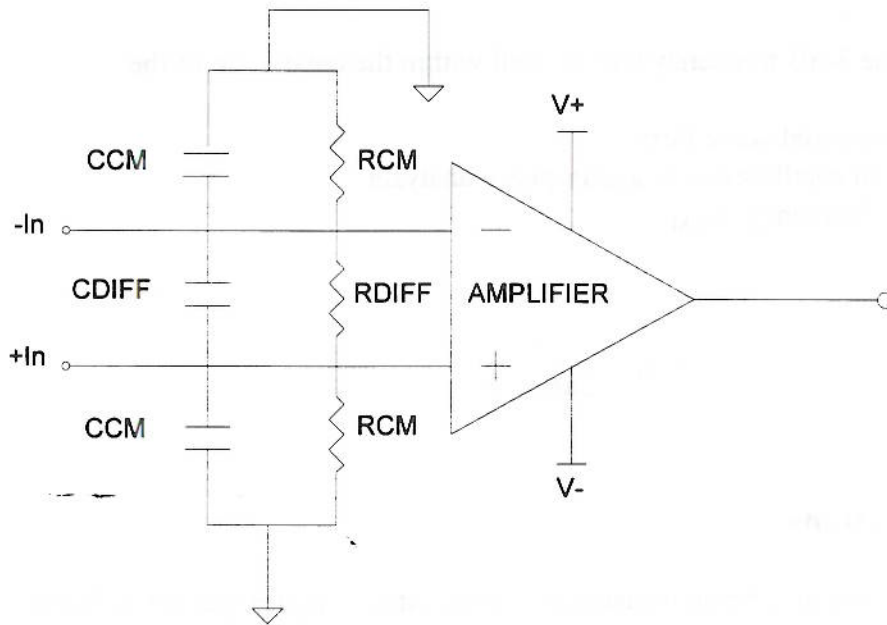 V+
CCM
RCM
-In
CDIFF
RDIFF
AMPLIFIER
+In
CCM
RCM
V-